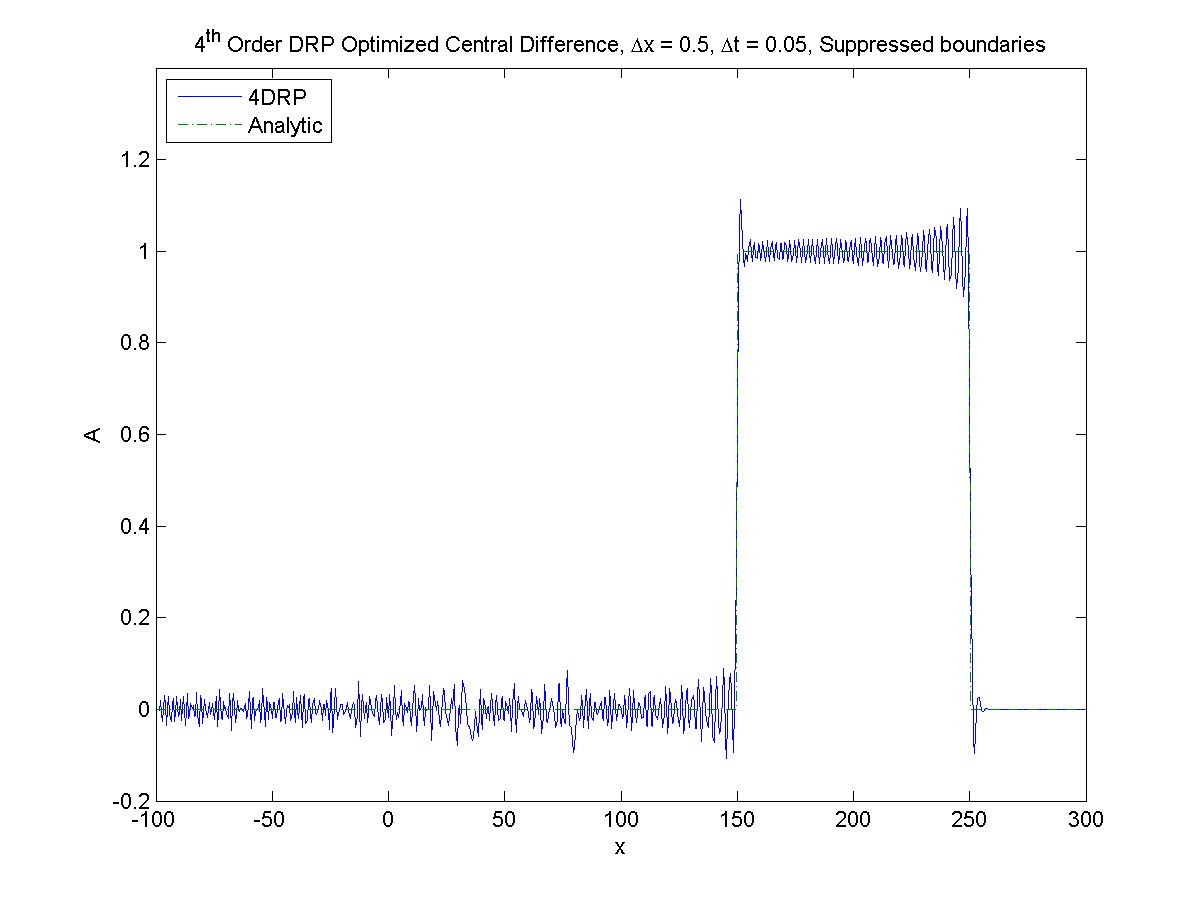 4th Order DRP Optimized Central Difference, Δx = 0.5, Δt = 0.05, Suppressed boundaries
4DRP
Analytic
1.2
1
0.8
0.6
0.4
0.2
0
-0.2
A
-100 -50 0 50 100 150 200 250 300
x